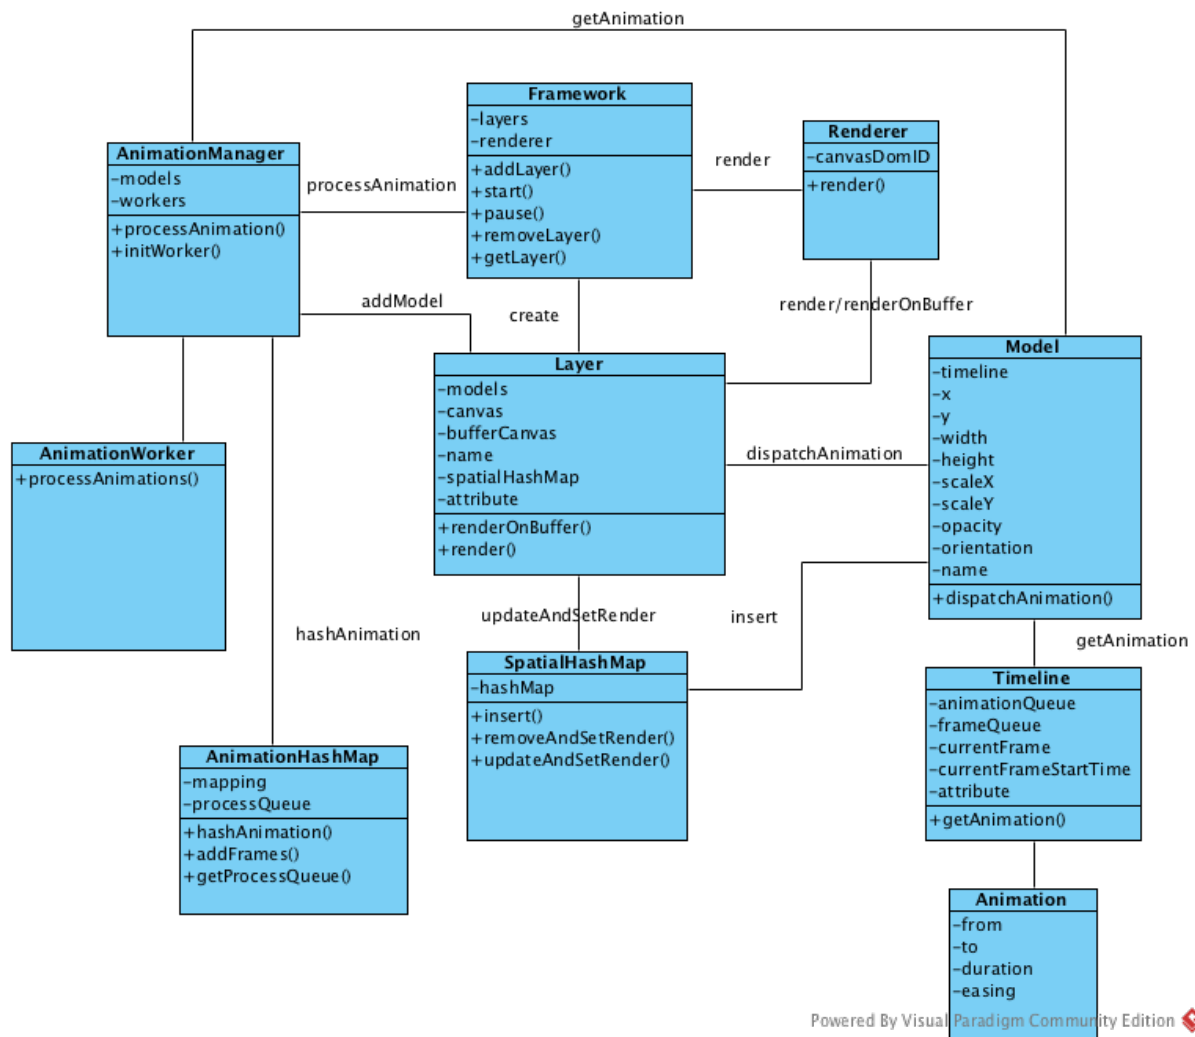 getAnimation
Framework
-layers
-renderer
+addLayer()
+start()
+pause()
+removeLayer()
+getLayer()
Renderer
-canvasDomID
+render()
render
AnimationManager
-models
-workers
+processAnimation()
+initWorker()
processAnimation
addModel
create
render/renderOnBuffer
Layer
-models
-canvas
-bufferCanvas
-name
-spatialHashMap
-attribute
+renderOnBuffer()
+render()
Model
-timeline
-x
-y
-width
-height
-scaleX
-scaleY
-opacity
-orientation
-name
+dispatchAnimation()
dispatchAnimation
AnimationWorker
+processAnimations()
hashAnimation
updateAndSetRender
insert
getAnimation
SpatialHashMap
-hashMap
+insert()
+removeAndSetRender()
+updateAndSetRender()
Timeline
-animationQueue
-frameQueue
-currentFrame
-currentFrameStartTime
-attribute
+getAnimation()
AnimationHashMap
-mapping
-processQueue
+hashAnimation()
+addFrames()
+getProcessQueue()
Animation
-from
-to
-duration
-easing
Powered By Visual Paradigm Community Edition